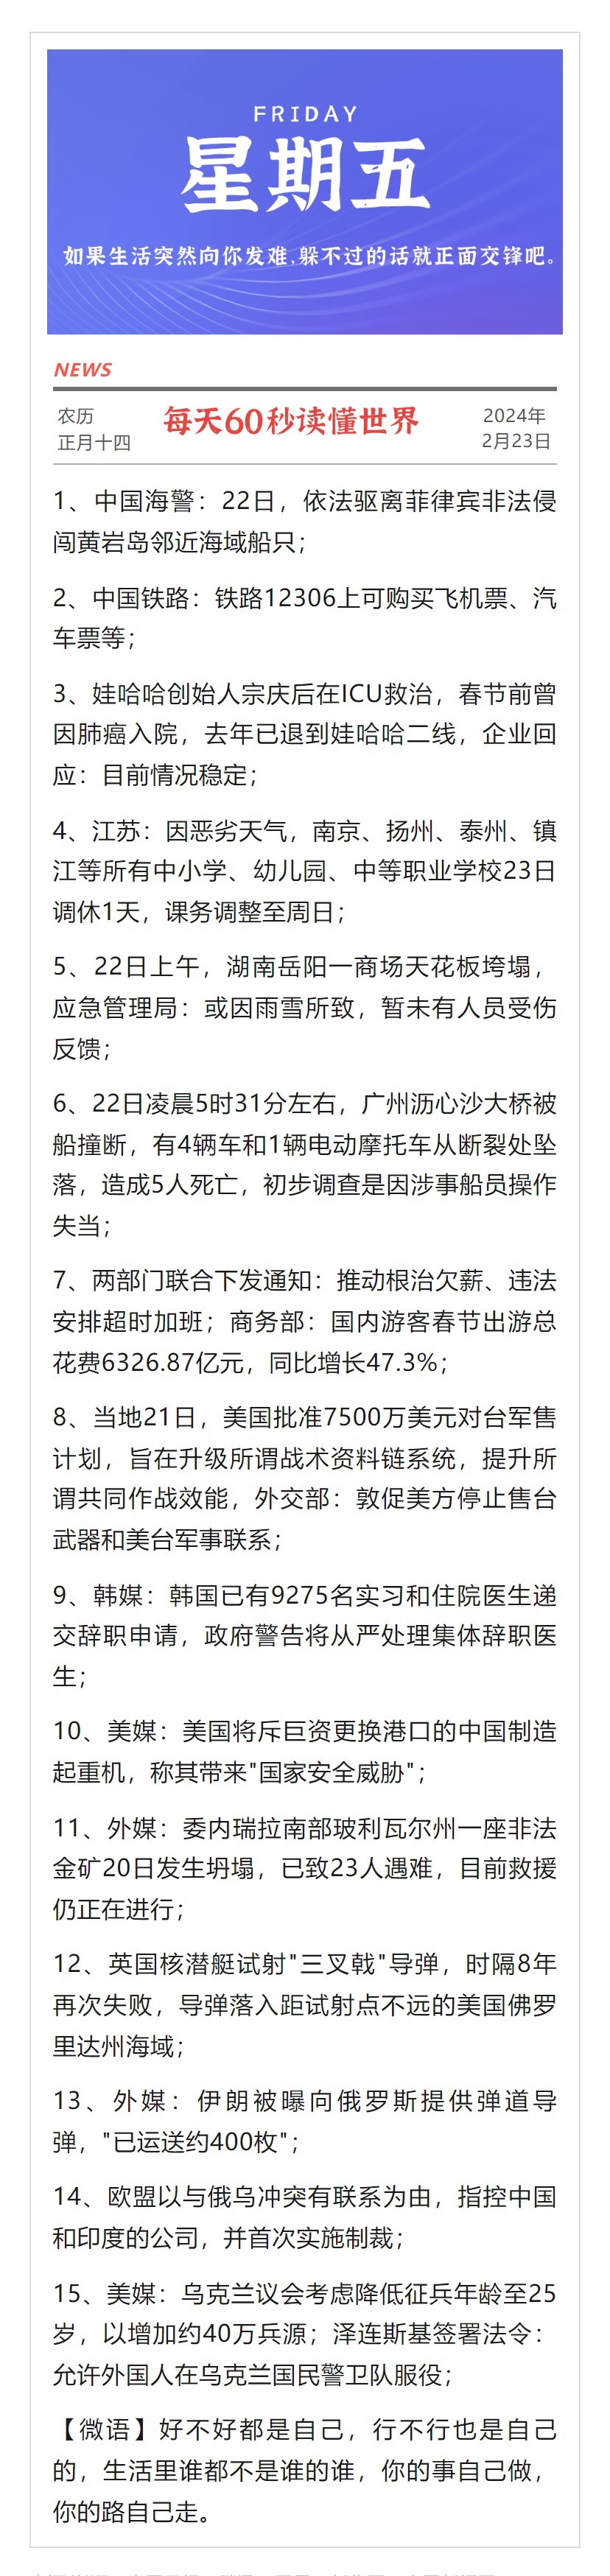 FRIDAY
星期五
如果生活突然向你发难,躲不过的话就正面交锋吧。
NEWS
农历
正月十四
每天60秒读懂世界
2024年
2月23日
1、中国海警：22日，依法驱离菲律宾非法侵
闯黄岩岛邻近海域船只；
2、中国铁路：铁路12306上可购买飞机票、汽
车票等；
3、娃哈哈创始人宗庆后在ICU救治，春节前曾
因肺癌入院，去年已退到娃哈哈二线，企业回
应：目前情况稳定；
4、江苏：因恶劣天气，南京、扬州、泰州、镇
江等所有中小学、幼儿园、中等职业学校23日
调休1天，课务调整至周日；
5、22日上午，湖南岳阳一商场天花板垮塌，
应急管理局：或因雨雪所致，暂未有人员受伤
反馈；
6、22日凌晨5时31分左右，广州沥心沙大桥被
船撞断，有4辆车和1辆电动摩托车从断裂处坠
落，造成5人死亡，初步调查是因涉事船员操作
失当；
7、两部门联合下发通知：推动根治欠薪、违法
安排超时加班；商务部：国内游客春节出游总
花费6326.87亿元，同比增长47.3%；
8、当地21日，美国批准7500万美元对台军售
计划，旨在升级所谓战术资料链系统，提升所
谓共同作战效能，外交部：敦促美方停止售台
武器和美台军事联系；
9、韩媒：韩国已有9275名实习和住院医生递
交辞职申请，政府警告将从严处理集体辞职医
生；
10、美媒：美国将斥巨资更换港口的中国制造
起重机，称其带来"国家安全威胁"；
11、外媒：委内瑞拉南部玻利瓦尔州一座非法
金矿20日发生坍塌，已致23人遇难，目前救援
仍正在进行；
12、英国核潜艇试射"三叉戟"导弹，时隔8年
再次失败，导弹落入距试射点不远的美国佛罗
里达州海域；
13、外媒：伊朗被曝向俄罗斯提供弹道导
弹，"已运送约400枚"；
14、欧盟以与俄乌冲突有联系为由，指控中国
和印度的公司，并首次实施制裁；
15、美媒：乌克兰议会考虑降低征兵年龄至25
岁，以增加约40万兵源；泽连斯基签署法令：
允许外国人在乌克兰国民警卫队服役；
【微语】好不好都是自己，行不行也是自己
的，生活里谁都不是谁的谁，你的事自己做，
你的路自己走。